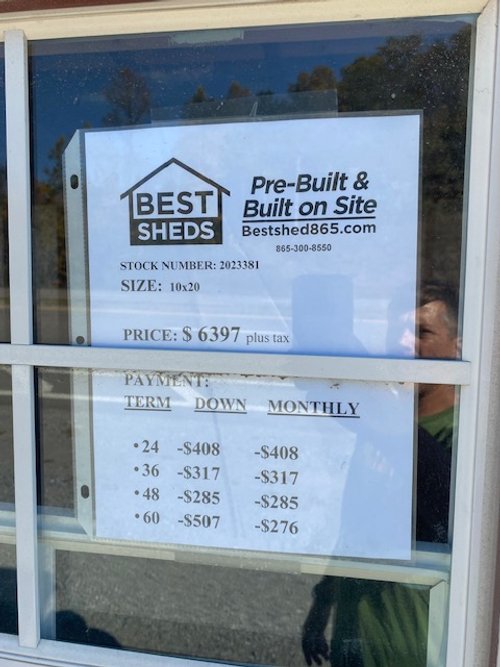 BEST
SHEDS
Pre-Built &
Built on Site
Bestshed865.com
865-300-8550
STOCK NUMBER: 2023381
SIZE: 10x20
PRICE: $ 6397 plus tax
PAYMENT:
TERM DOWN MONTHLY
• 24 -$408 -$408
• 36 -$317 -$317
• 48 -$285 -$285
• 60 -$507 -$276